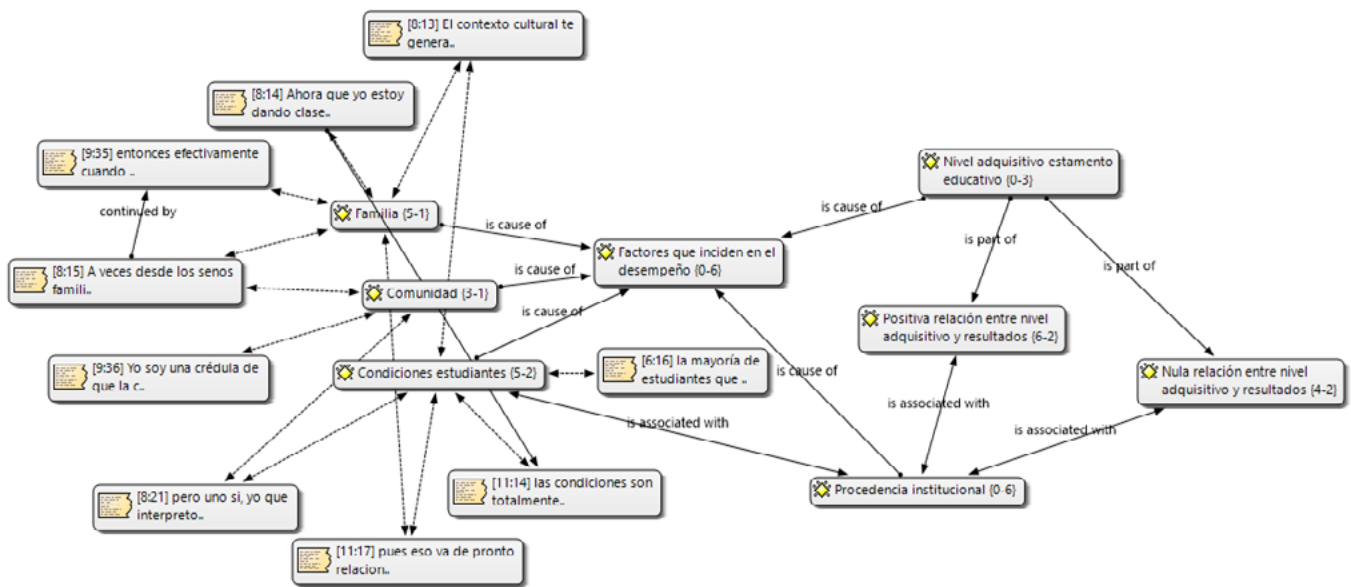 [8:13] El contexto cultural te
genera..
[8:14] Ahora que yo estoy
dando clase..
[9:35] entonces efectivamente
cuando ..
continued by
[8:15] A veces desde los senos
famili..
Familia {5-1}
is cause of
Comunidad {3-1}
is cause of
[9:36] Yo soy una crédula de
que la c..
Condiciones estudiantes {5-2}
is cause of
Factores que inciden en el
desempeño {0-6}
[6:16] la mayoría de
estudiantes que ..
[8:21] pero uno si, yo que
interpreto..
[11:17] pues eso va de pronto
relacion..
[11:14] las condiciones son
totalmente..
is associated with
is cause of
Nivel adquisitivo estamento
educativo {0-3}
is cause of
is part of
is part of
Positiva relación entre nivel
adquisitivo y resultados {6-2}
Nula relación entre nivel
adquisitivo y resultados {4-2}
is associated with
is associated with
Procedencia institucional {0-6}